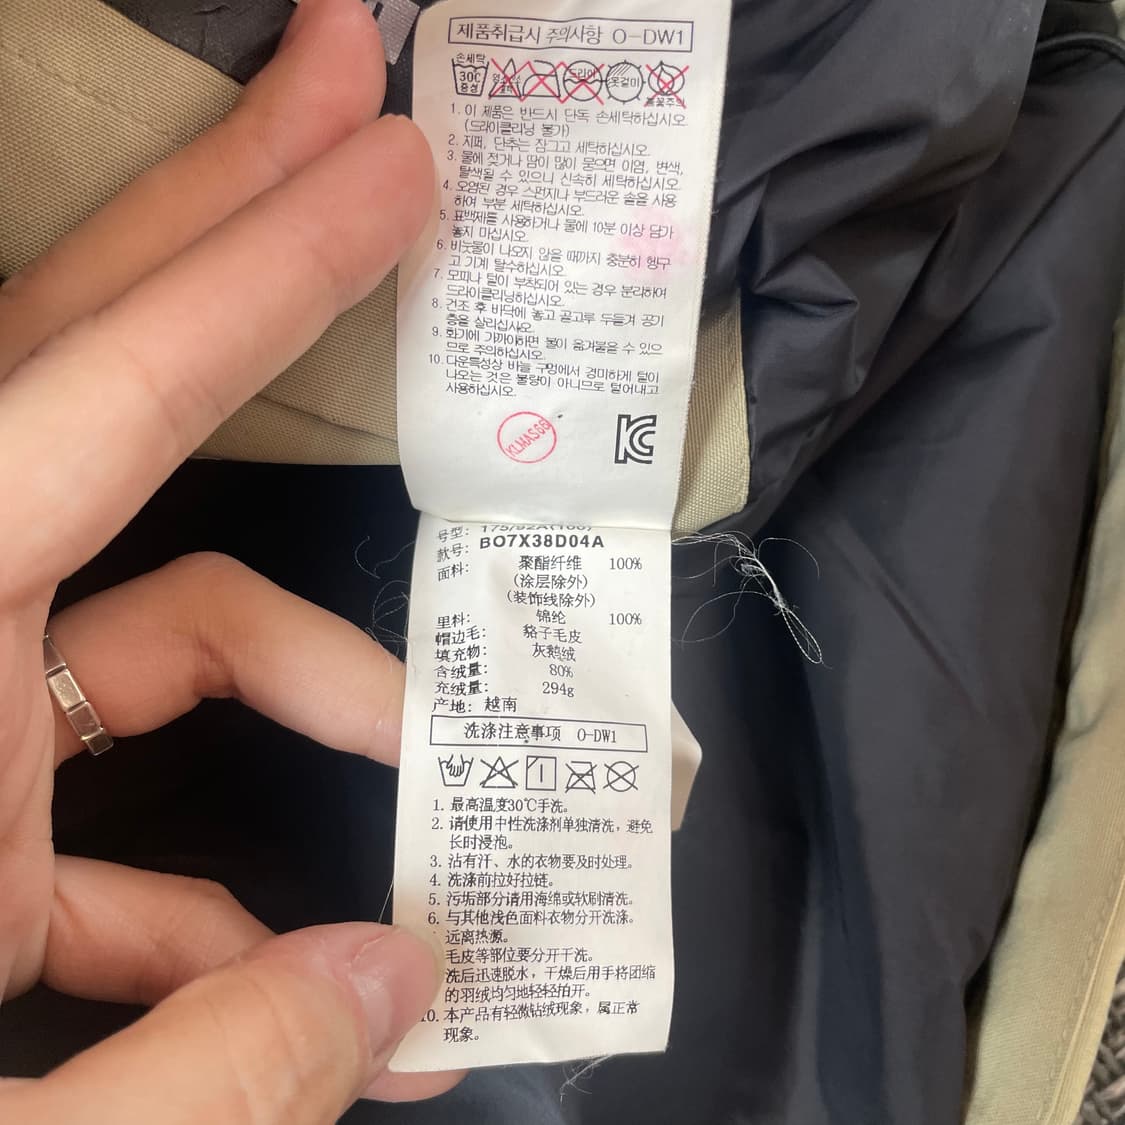 제품취급시 주의사항 O-DW1
손세탁
30C
중성
염소
표백
드라이
옷걸이
불꽃주의
1. 이 제품은 반드시 단독 손세탁하십시오.
(드라이클리닝 불가)
2. 지퍼, 단추는 잠그고 세탁하십시오.
3. 물에 젖거나 땀이 많이 묻으면 이염, 변색,
탈색될 수 있으니 신속히 세탁하십시오.
4. 오염된 경우 스펀지나 부드러운 솔을 사용
하여 부분 세탁하십시오.
5. 표백제를 사용하거나 물에 10분 이상 담가
놓지 마십시오.
6. 비눗물이 나오지 않을 때까지 충분히 헹구
고 기계 탈수하십시오.
7. 모피나 털이 부착되어 있는 경우 분리하여
드라이클리닝하십시오.
8. 건조 후 바닥에 놓고 골고루 두들겨 공기
층을 살리십시오.
9. 화기에 가까이하면 불이 옮겨붙을 수 있으
므로 주의하십시오.
10. 다운특성상 바늘 구멍에서 경미하게 털이
나오는 것은 불량이 아니므로 털어내고
사용하십시오.
KLMAS06
KC
号型: 175/92A(100)
款号: BO7X38D04A
面料: 聚酯纤维 100%
(涂层除外)
(装饰线除外)
里料: 锦纶 100%
帽边毛: 貉子毛皮
填充物: 灰鹅绒
含绒量: 80%
充绒量: 294g
产地: 越南
洗涤注意事项 O-DW1
1. 最高温度30℃手洗。
2. 请使用中性洗涤剂单独清洗，避免
长时浸泡。
3. 沾有汗、水的衣物要及时处理。
4. 洗涤前拉好拉链。
5. 污垢部分请用海绵或软刷清洗。
6. 与其他浅色面料衣物分开洗涤。
远离热源。
毛皮等部位要分开干洗。
洗后迅速脱水，干燥后用手将团缩
的羽绒均匀地轻轻拍开。
10. 本产品有轻微钻绒现象，属正常
现象。